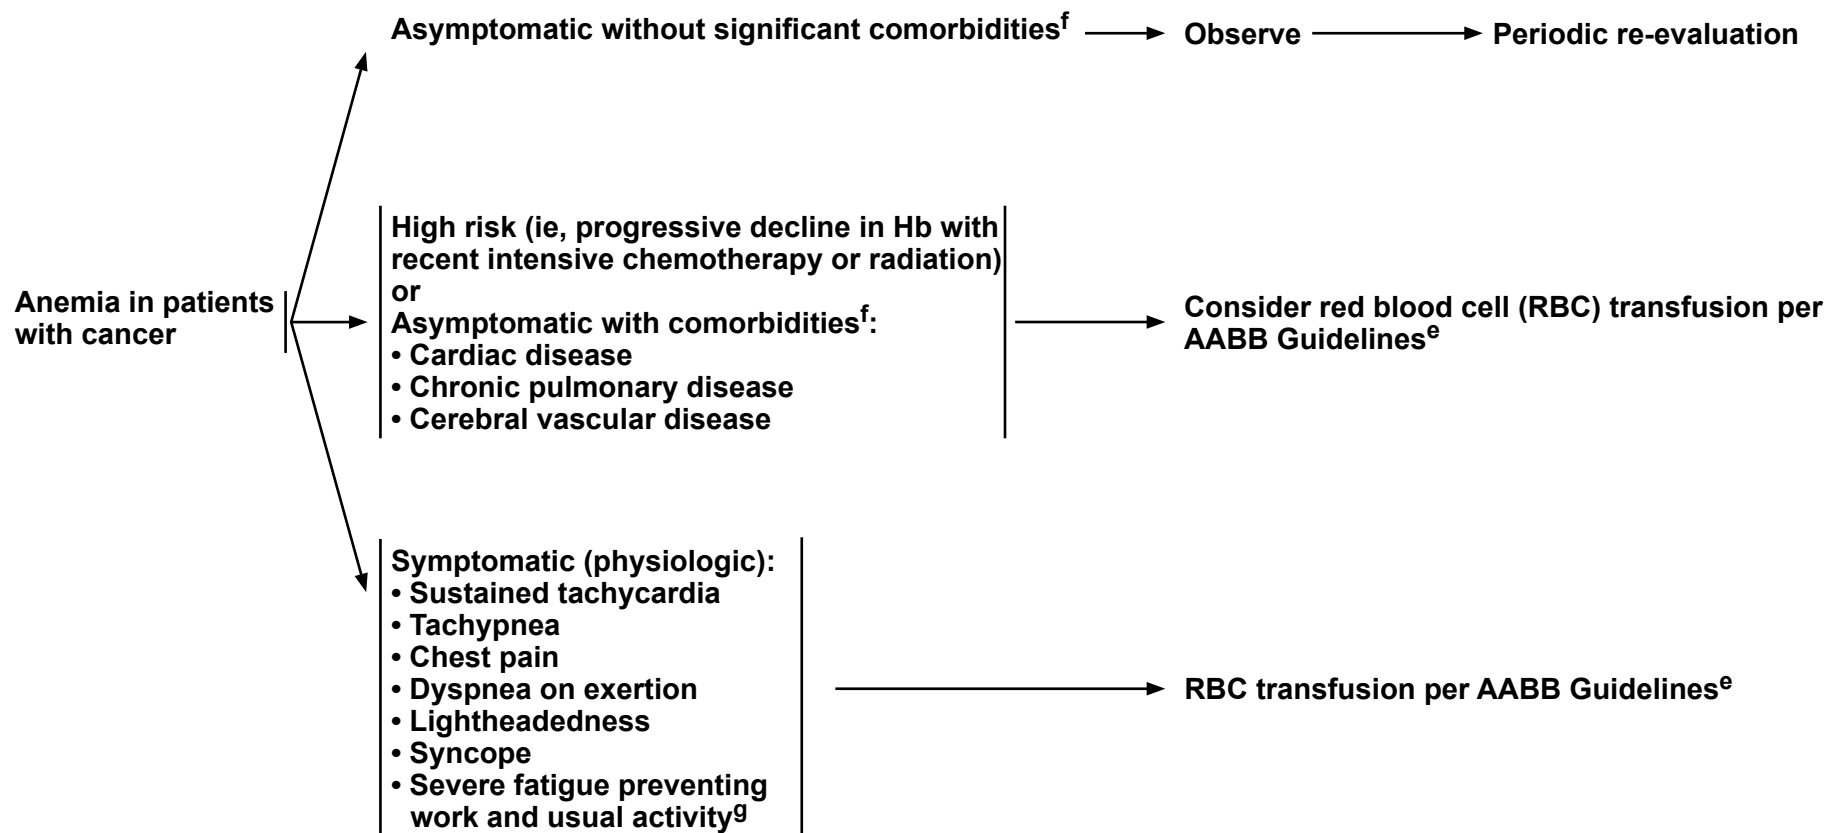 Asymptomatic without significant comorbiditiesf
Observe
Periodic re-evaluation
Anemia in patients
with cancer
High risk (ie, progressive decline in Hb with
recent intensive chemotherapy or radiation)
or
Asymptomatic with comorbiditiesf:
• Cardiac disease
• Chronic pulmonary disease
• Cerebral vascular disease
Consider red blood cell (RBC) transfusion per
AABB Guidelinese
Symptomatic (physiologic):
• Sustained tachycardia
• Tachypnea
• Chest pain
• Dyspnea on exertion
• Lightheadedness
• Syncope
• Severe fatigue preventing
work and usual activityg
RBC transfusion per AABB Guidelinese